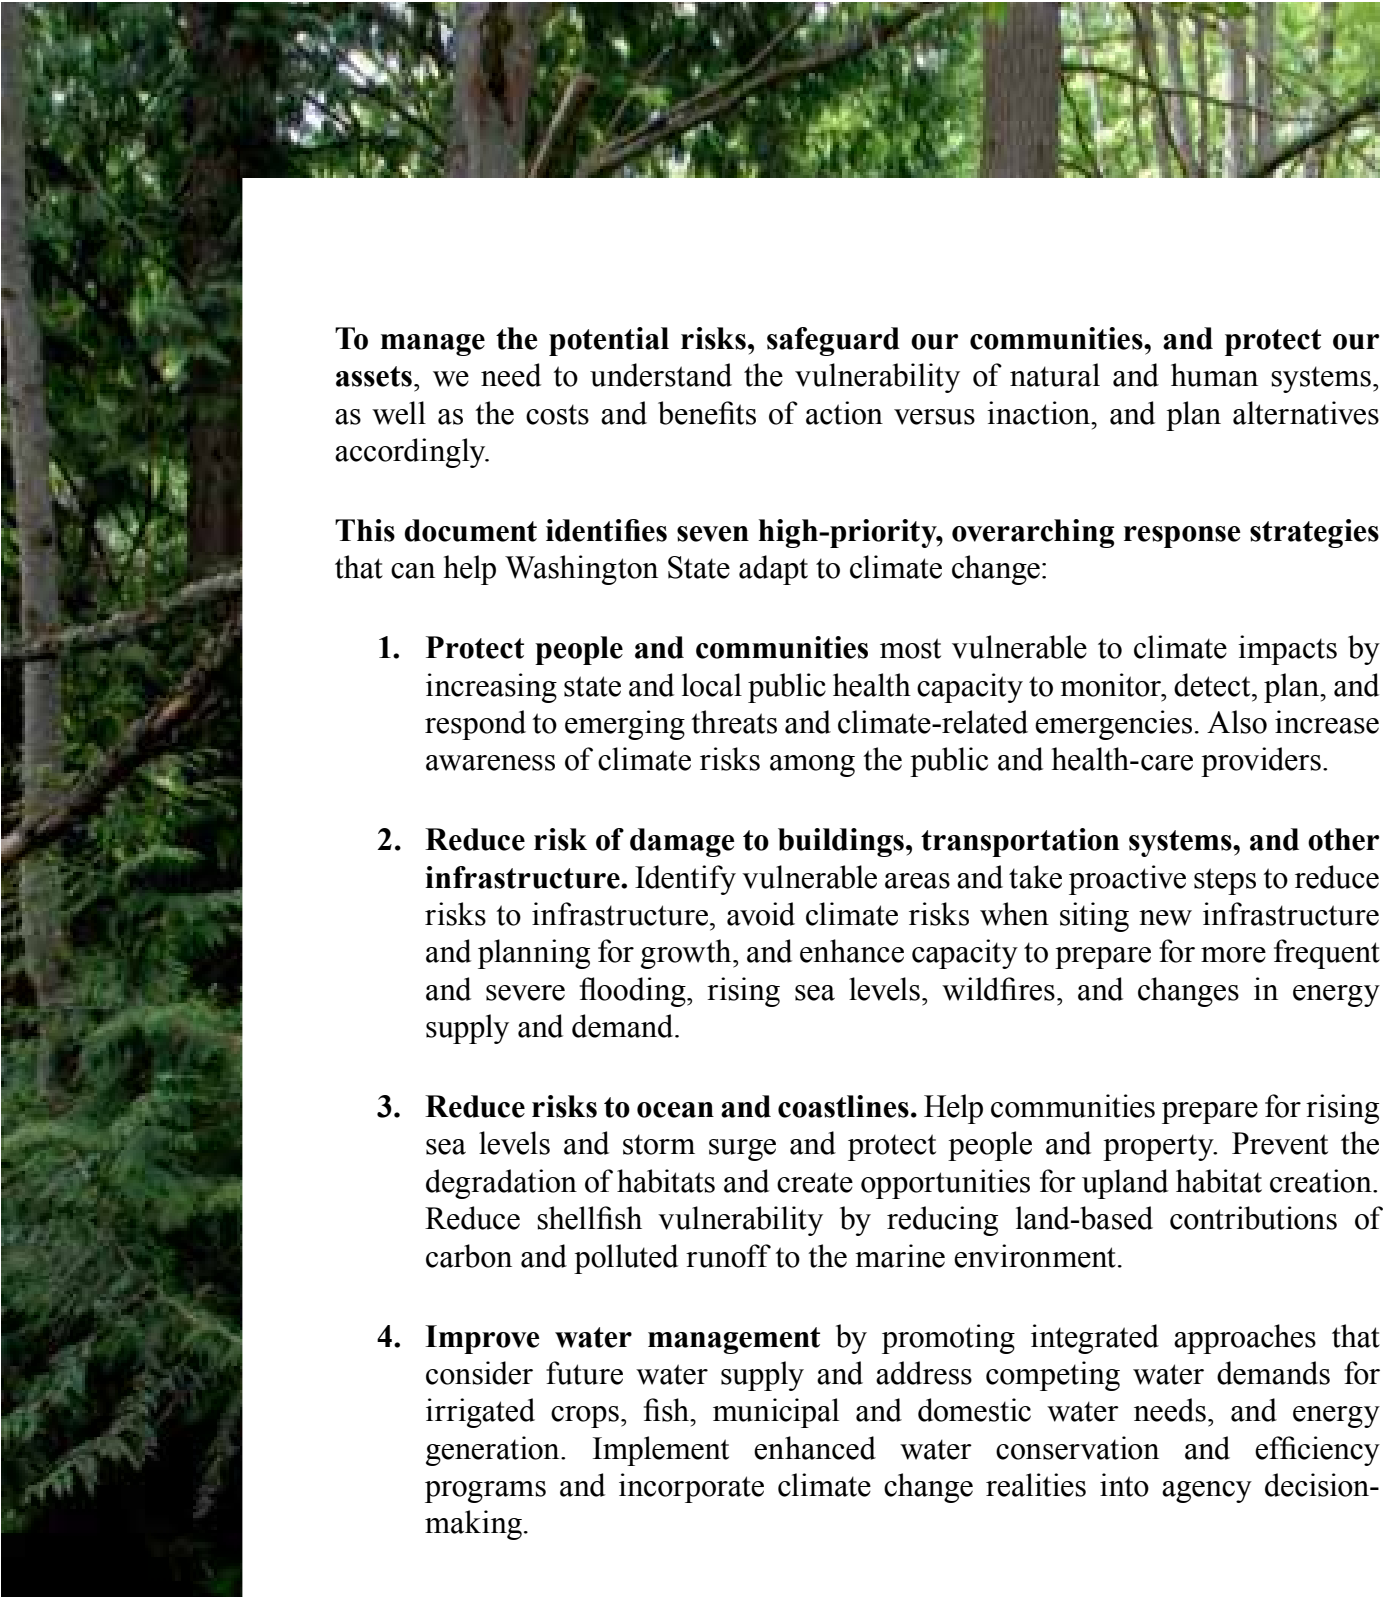 To manage the potential risks, safeguard our communities, and protect our
assets, we need to understand the vulnerability of natural and human systems,
as well as the costs and benefits of action versus inaction, and plan alternatives
accordingly.
This document identifies seven high-priority, overarching response strategies
that can help Washington State adapt to climate change:
1. Protect people and communities most vulnerable to climate impacts by
increasing state and local public health capacity to monitor, detect, plan, and
respond to emerging threats and climate-related emergencies. Also increase
awareness of climate risks among the public and health-care providers.
2. Reduce risk of damage to buildings, transportation systems, and other
infrastructure. Identify vulnerable areas and take proactive steps to reduce
risks to infrastructure, avoid climate risks when siting new infrastructure
and planning for growth, and enhance capacity to prepare for more frequent
and severe flooding, rising sea levels, wildfires, and changes in energy
supply and demand.
3. Reduce risks to ocean and coastlines. Help communities prepare for rising
sea levels and storm surge and protect people and property. Prevent the
degradation of habitats and create opportunities for upland habitat creation.
Reduce shellfish vulnerability by reducing land-based contributions of
carbon and polluted runoff to the marine environment.
4. Improve water management by promoting integrated approaches that
consider future water supply and address competing water demands for
irrigated crops, fish, municipal and domestic water needs, and energy
generation. Implement enhanced water conservation and efficiency
programs and incorporate climate change realities into agency decision-
making.